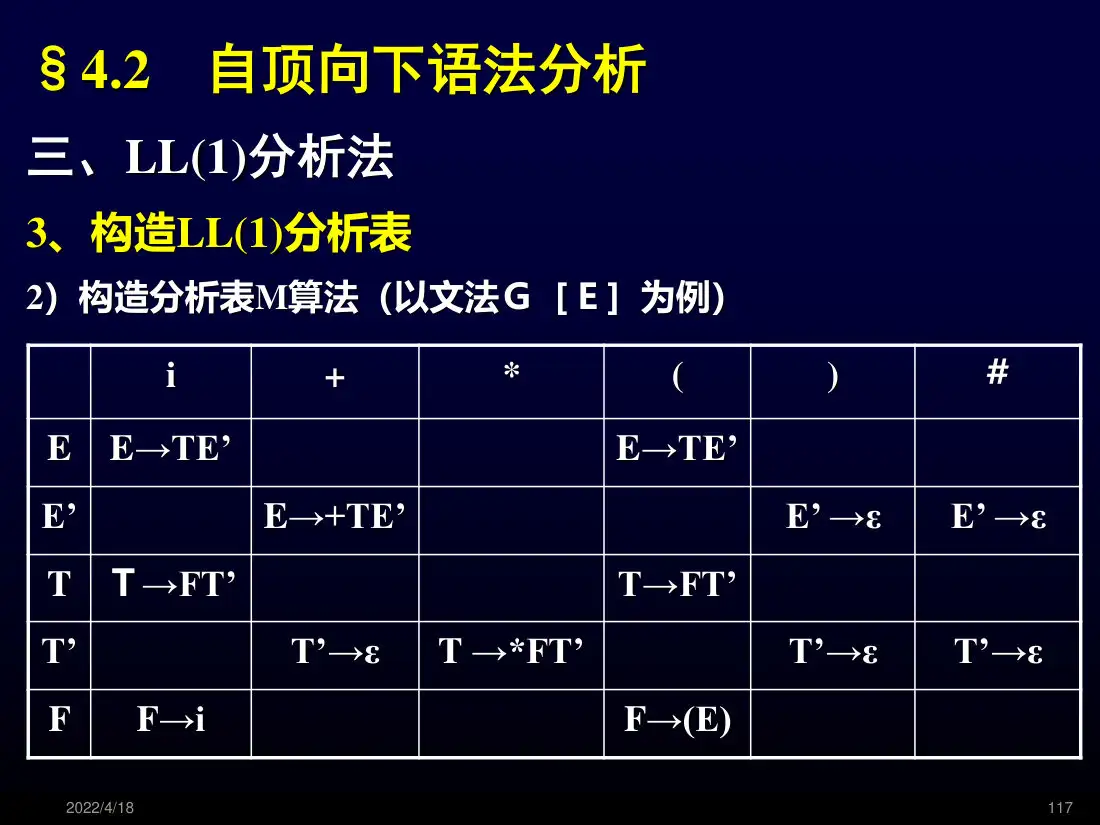 §4.2 自顶向下语法分析
三、LL(1)分析法
3、构造LL(1)分析表
2）构造分析表M算法（以文法G［E］为例）
i + * ( ) #
E E→TE’ E→TE’
E’ E→+TE’ E’→ε E’→ε
T T→FT’ T→FT’
T’ T’→ε T→*FT’ T’→ε T’→ε
F F→i F→(E)
2022/4/18 117